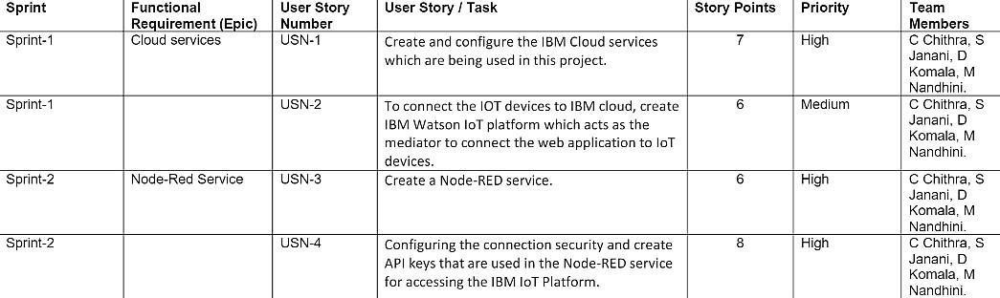 Sprint Functional Requirement (Epic) User Story Number User Story / Task Story Points Priority Team Members
Sprint-1 Cloud services USN-1 Create and configure the IBM Cloud services which are being used in this project. 7 High C Chithra, S Janani, D Komala, M Nandhini.
Sprint-1 USN-2 To connect the IOT devices to IBM cloud, create IBM Watson IoT platform which acts as the mediator to connect the web application to IoT devices. 6 Medium C Chithra, S Janani, D Komala, M Nandhini.
Sprint-2 Node-Red Service USN-3 Create a Node-RED service. 6 High C Chithra, S Janani, D Komala, M Nandhini.
Sprint-2 USN-4 Configuring the connection security and create API keys that are used in the Node-RED service for accessing the IBM IoT Platform. 8 High C Chithra, S Janani, D Komala, M Nandhini.